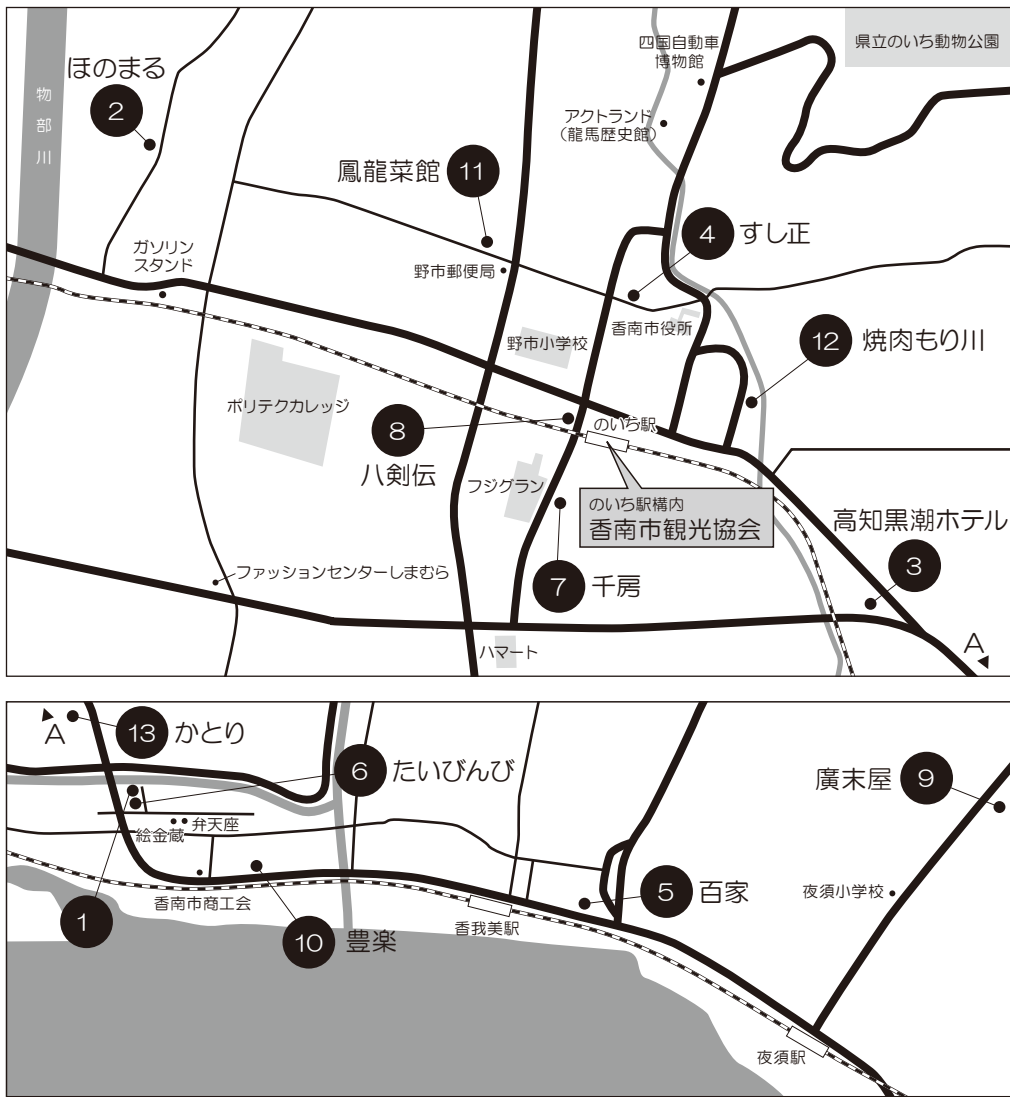 四国自動車
博物館
県立のいち動物公園
ほのまる
2
物部川
アクトランド
(龍馬歴史館)
鳳龍菜館
11
4
すし正
ガソリン
スタンド
野市郵便局
香南市役所
野市小学校
12
焼肉もり川
ポリテクカレッジ
8
八剣伝
のいち駅
フジグラン
のいち駅構内
香南市観光協会
高知黒潮ホテル
3
ファッションセンターしまむら
7
千房
ハマート
A
A
13
かとり
6
たいびんび
廣末屋
9
絵金蔵
弁天座
夜須小学校
5
百家
香南市商工会
1
10
豊楽
香我美駅
夜須駅